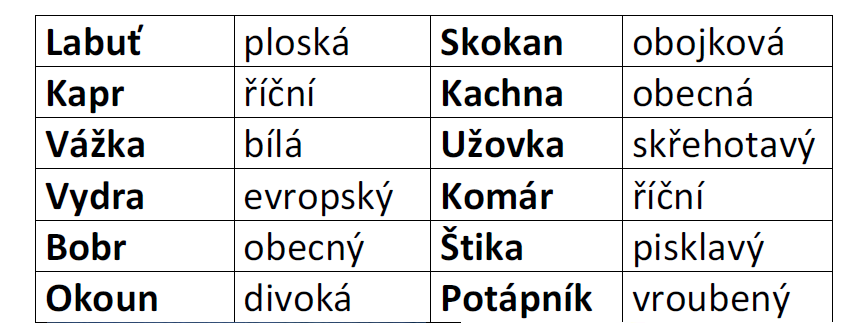 Labuť ploská Skokan obojková
Kapr říční Kachna obecná
Vážka bílá Užovka skřehotavý
Vydra evropský Komár říční
Bobr obecný Štika pisklavý
Okoun divoká Potápník vroubený